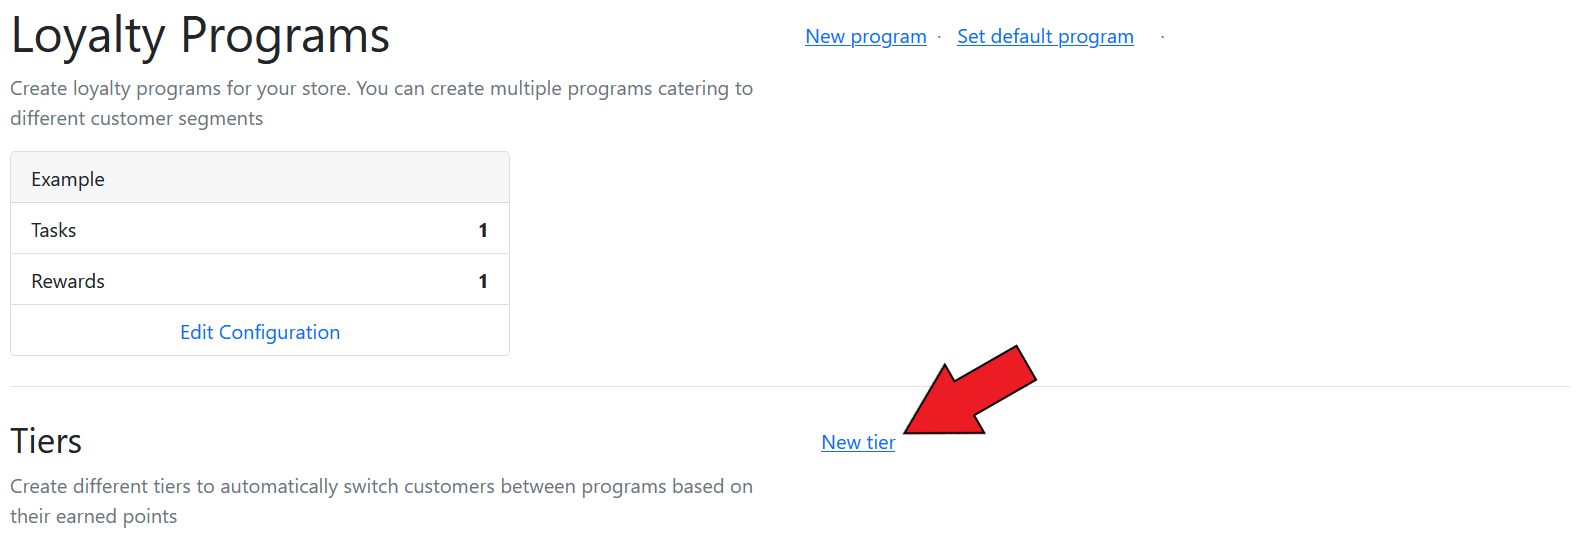 Loyalty Programs
New program · Set default program ·
Create loyalty programs for your store. You can create multiple programs catering to
different customer segments
Example
Tasks 1
Rewards 1
Edit Configuration
Tiers
New tier
Create different tiers to automatically switch customers between programs based on
their earned points